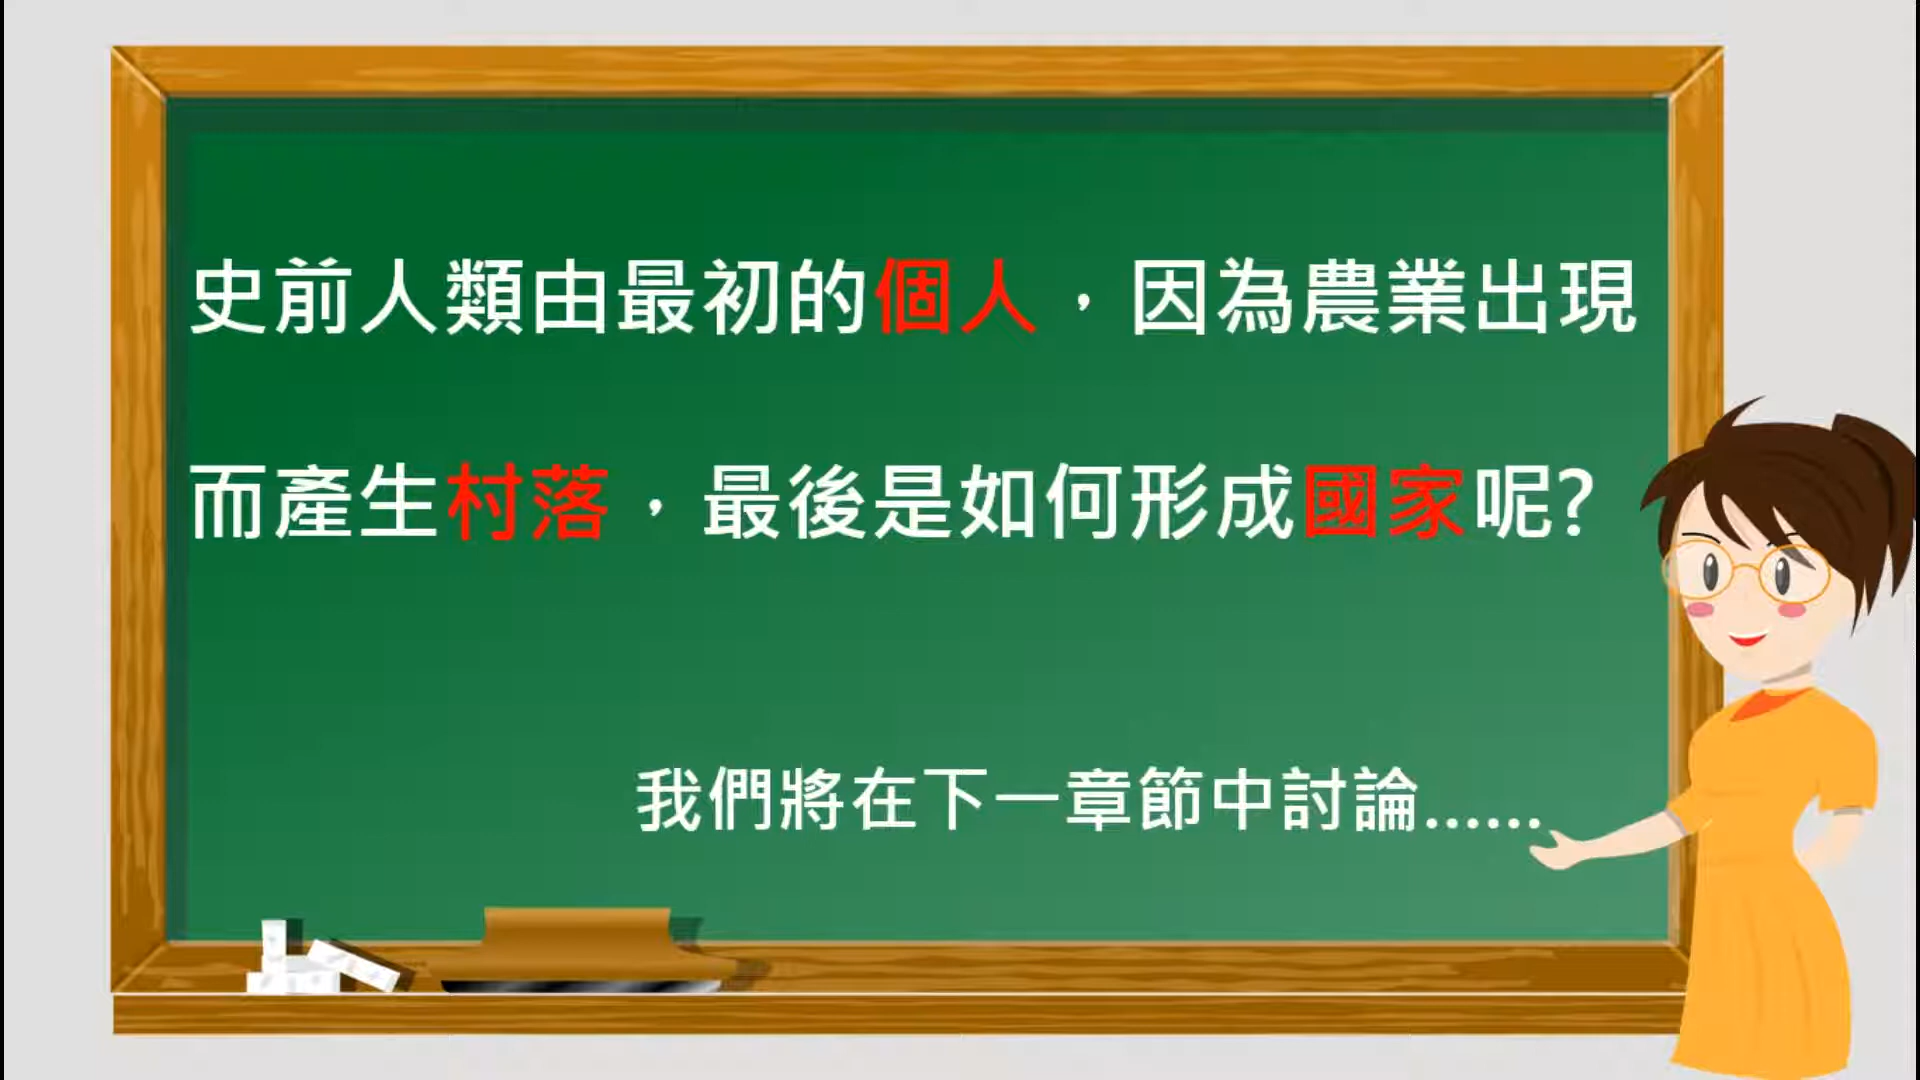 史前人類由最初的個人，因為農業出現
而產生村落，最後是如何形成國家呢?
我們將在下一章節中討論......